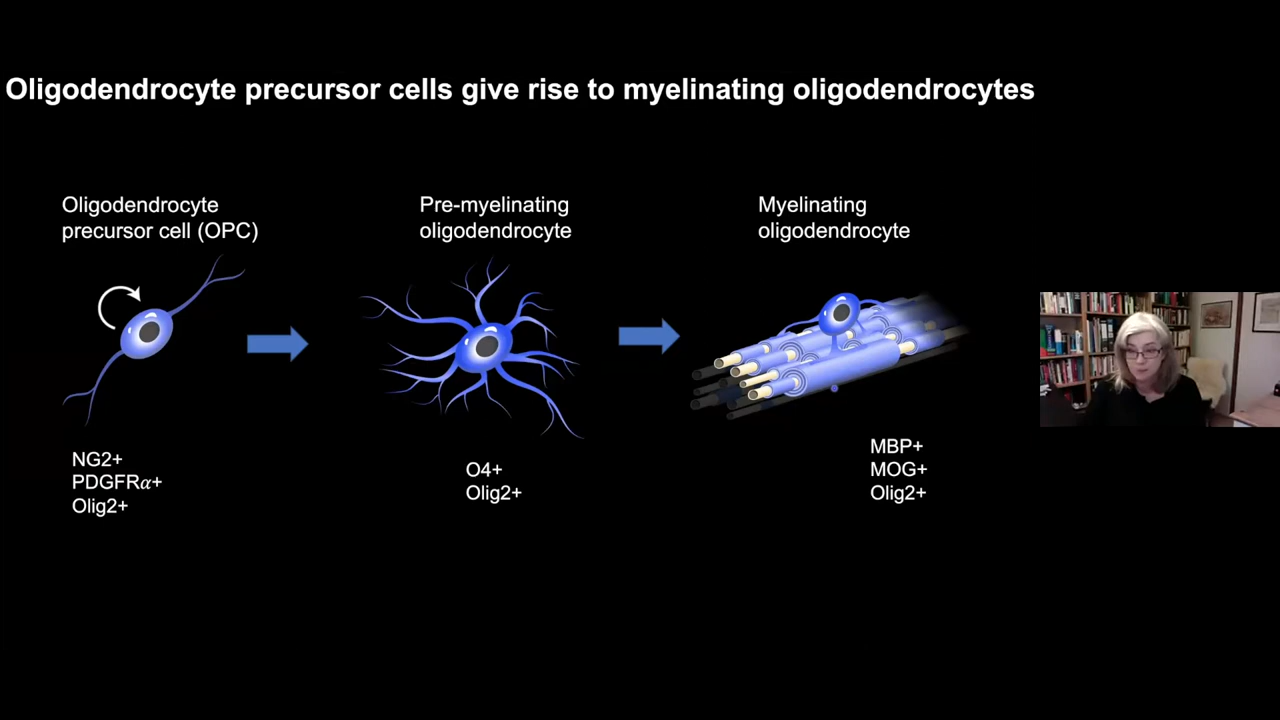 Oligodendrocyte precursor cells give rise to myelinating oligodendrocytes
Oligodendrocyte
precursor cell (OPC)
NG2+
PDGFRα+
Olig2+
Pre-myelinating
oligodendrocyte
O4+
Olig2+
Myelinating
oligodendrocyte
MBP+
MOG+
Olig2+